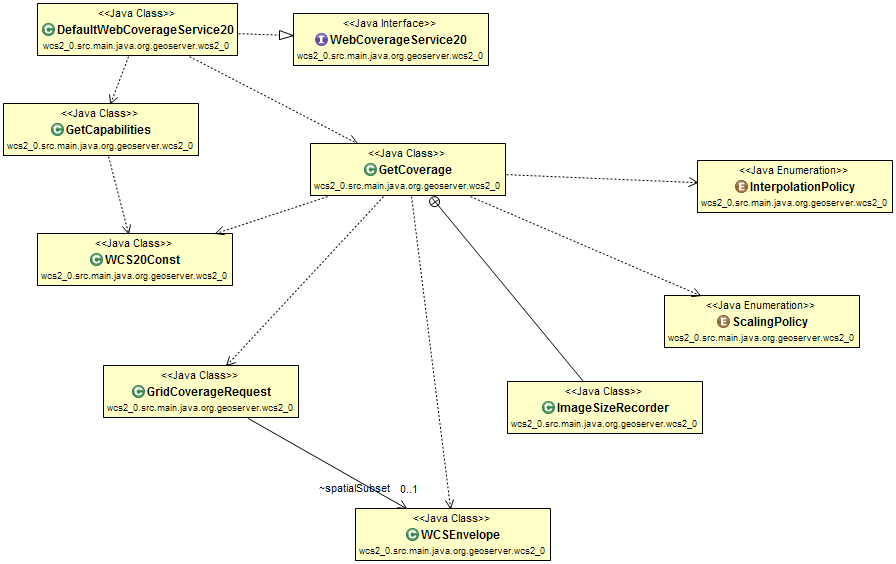 <<Java Class>>
DefaultWebCoverageService20
wcs2_0.src.main.java.org.geoserver.wcs2_0
<<Java Interface>>
WebCoverageService20
wcs2_0.src.main.java.org.geoserver.wcs2_0
<<Java Class>>
GetCapabilities
wcs2_0.src.main.java.org.geoserver.wcs2_0
<<Java Class>>
GetCoverage
wcs2_0.src.main.java.org.geoserver.wcs2_0
<<Java Enumeration>>
InterpolationPolicy
wcs2_0.src.main.java.org.geoserver.wcs2_0
<<Java Class>>
WCS20Const
wcs2_0.src.main.java.org.geoserver.wcs2_0
<<Java Enumeration>>
ScalingPolicy
wcs2_0.src.main.java.org.geoserver.wcs2_0
<<Java Class>>
GridCoverageRequest
wcs2_0.src.main.java.org.geoserver.wcs2_0
<<Java Class>>
ImageSizeRecorder
wcs2_0.src.main.java.org.geoserver.wcs2_0
~spatialSubset 0..1
<<Java Class>>
WCSEnvelope
wcs2_0.src.main.java.org.geoserver.wcs2_0